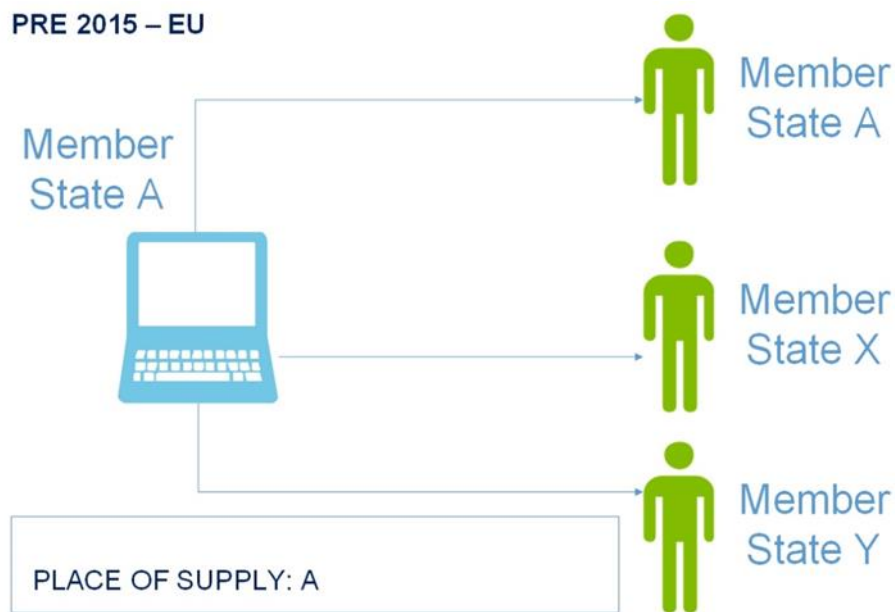 PRE 2015 – EU
Member
State A
Member
State A
Member
State X
Member
State Y
PLACE OF SUPPLY: A